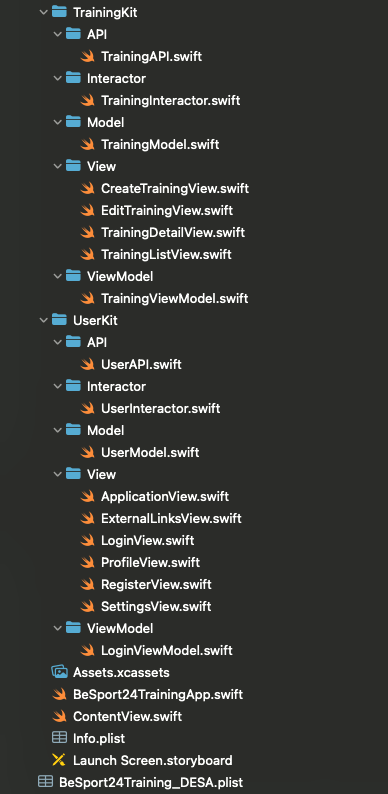 TrainingKit
API
TrainingAPI.swift
Interactor
TrainingInteractor.swift
Model
TrainingModel.swift
View
CreateTrainingView.swift
EditTrainingView.swift
TrainingDetailView.swift
TrainingListView.swift
ViewModel
TrainingViewModel.swift
UserKit
API
UserAPI.swift
Interactor
UserInteractor.swift
Model
UserModel.swift
View
ApplicationView.swift
ExternalLinksView.swift
LoginView.swift
ProfileView.swift
RegisterView.swift
SettingsView.swift
ViewModel
LoginViewModel.swift
Assets.xcassets
BeSport24TrainingApp.swift
ContentView.swift
Info.plist
Launch Screen.storyboard
BeSport24Training_DESA.plist